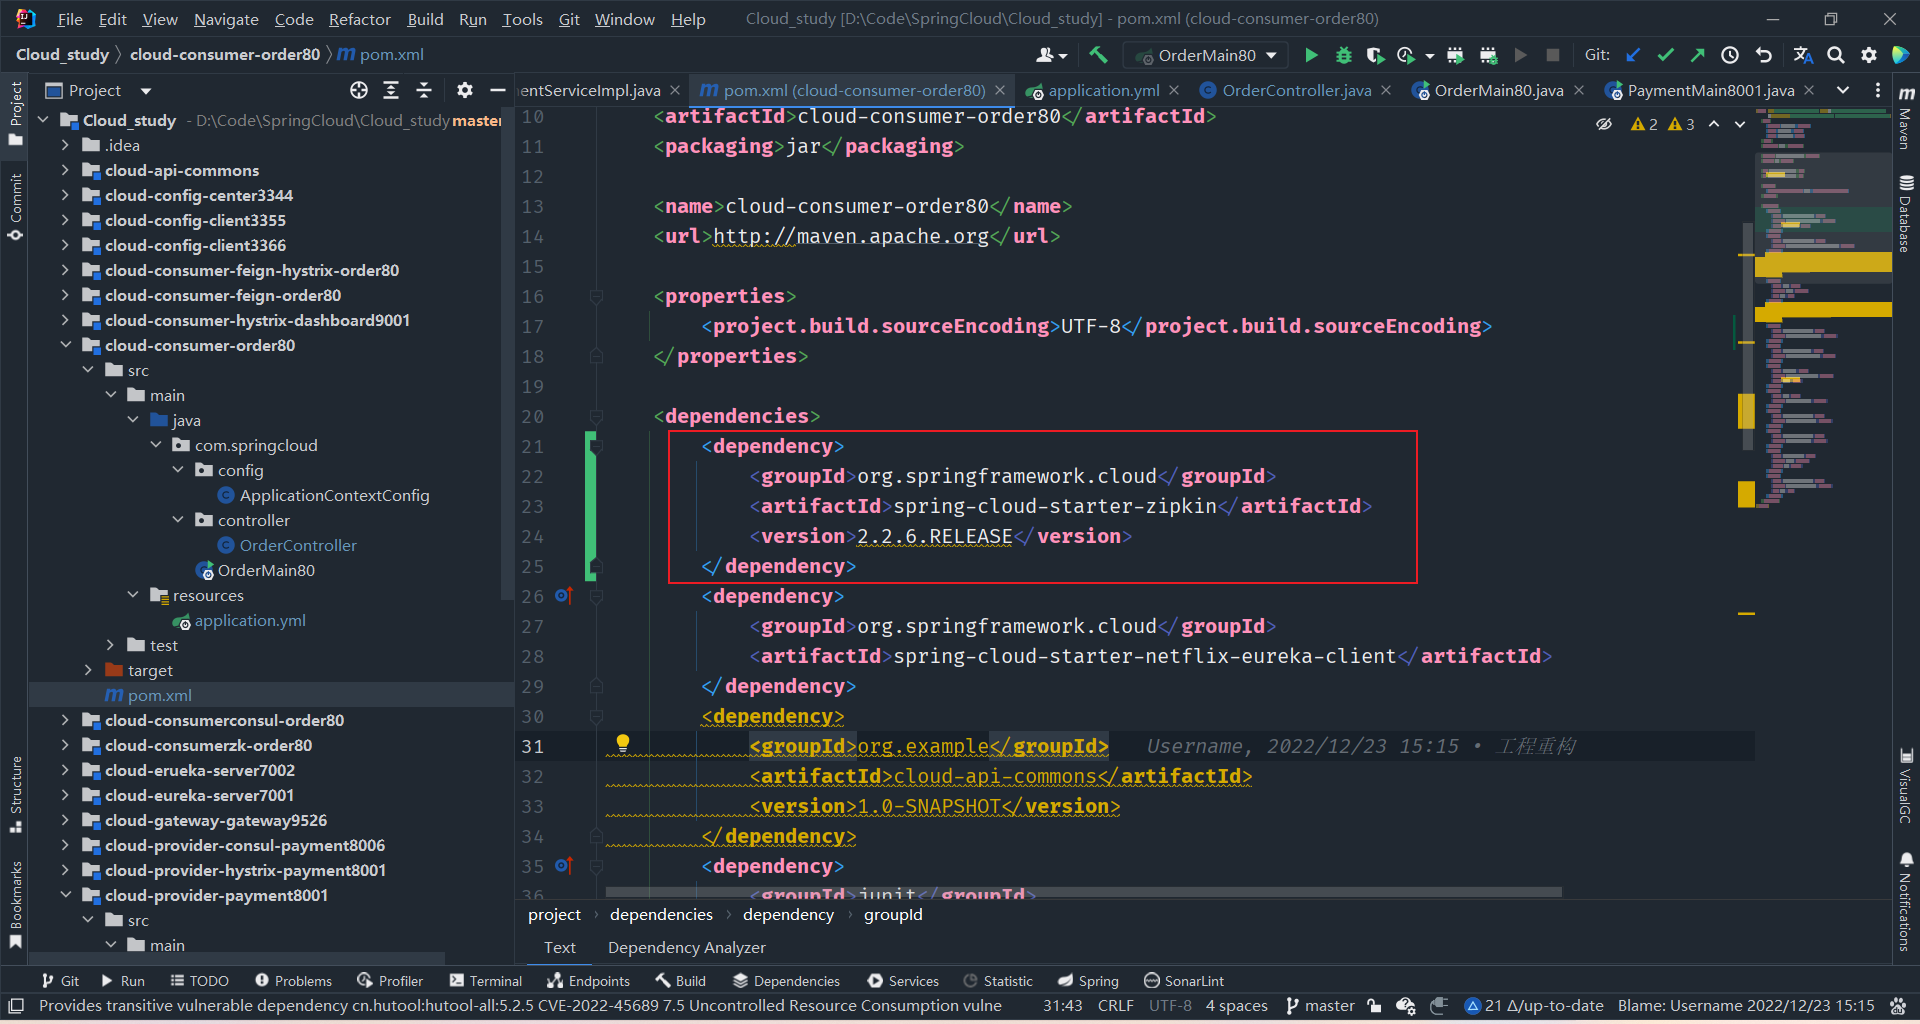 File Edit View Navigate Code Refactor Build Run Tools Git Window Help Cloud_study [D:\Code\SpringCloud\Cloud_study] - pom.xml (cloud-consumer-order80)
Cloud_study cloud-consumer-order80 m pom.xml OrderMain80 Git:
Project
entServiceImpl.java pom.xml (cloud-consumer-order80) application.yml OrderController.java OrderMain80.java PaymentMain8001.java
Project
Commit
Structure
Bookmarks
Cloud_study - D:\Code\SpringCloud\Cloud_study master
.idea
cloud-api-commons
cloud-config-center3344
cloud-config-client3355
cloud-config-client3366
cloud-consumer-feign-hystrix-order80
cloud-consumer-feign-order80
cloud-consumer-hystrix-dashboard9001
cloud-consumer-order80
src
main
java
com.springcloud
config
ApplicationContextConfig
controller
OrderController
OrderMain80
resources
application.yml
test
target
pom.xml
cloud-consumerconsul-order80
cloud-consumerzk-order80
cloud-erueka-server7002
cloud-eureka-server7001
cloud-gateway-gateway9526
cloud-provider-consul-payment8006
cloud-provider-hystrix-payment8001
cloud-provider-payment8001
src
main
2 3
10 <artifactId>cloud-consumer-order80</artifactId>
11 <packaging>jar</packaging>
12
13 <name>cloud-consumer-order80</name>
14 <url>http://maven.apache.org</url>
15
16 <properties>
17 <project.build.sourceEncoding>UTF-8</project.build.sourceEncoding>
18 </properties>
19
20 <dependencies>
21 <dependency>
22 <groupId>org.springframework.cloud</groupId>
23 <artifactId>spring-cloud-starter-zipkin</artifactId>
24 <version>2.2.6.RELEASE</version>
25 </dependency>
26 <dependency>
27 <groupId>org.springframework.cloud</groupId>
28 <artifactId>spring-cloud-starter-netflix-eureka-client</artifactId>
29 </dependency>
30 <dependency>
31 <groupId>org.example</groupId> Username, 2022/12/23 15:15 • 工程重构
32 <artifactId>cloud-api-commons</artifactId>
33 <version>1.0-SNAPSHOT</version>
34 </dependency>
35 <dependency>
36 <groupId>junit</groupId>
project › dependencies › dependency › groupId
Text Dependency Analyzer
Maven
Database
VisualGC
Notifications
Git Run TODO Problems Profiler Terminal Endpoints Build Dependencies Services Statistic Spring SonarLint
Provides transitive vulnerable dependency cn.hutool:hutool-all:5.2.5 CVE-2022-45689 7.5 Uncontrolled Resource Consumption vulne 31:43 CRLF UTF-8 4 spaces master 21 Δ/up-to-date Blame: Username 2022/12/23 15:15